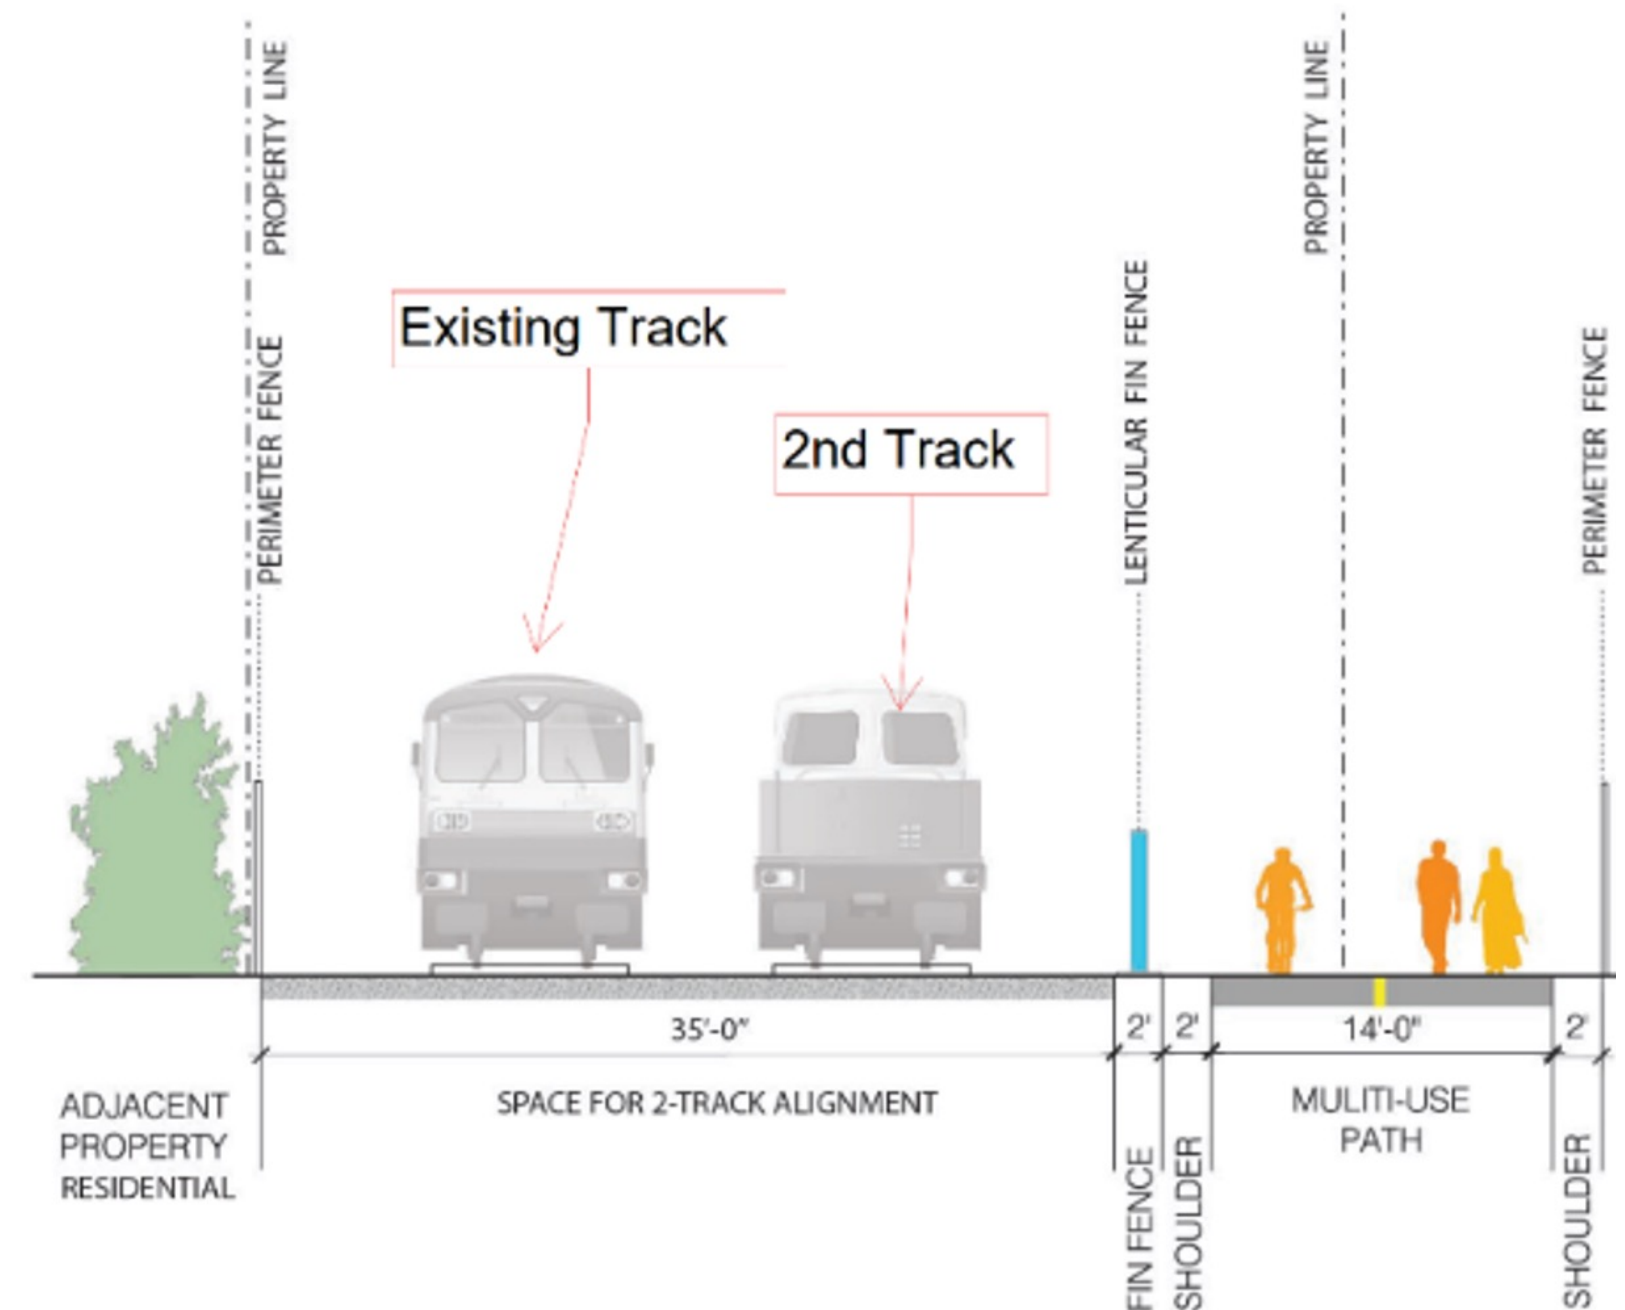 PROPERTY LINE
PROPERTY LINE
PERIMETER FENCE
Existing Track
2nd Track
LENTICULAR FIN FENCE
PERIMETER FENCE
35'-0"
2'
2'
14'-0"
2'
ADJACENT
PROPERTY
RESIDENTIAL
SPACE FOR 2-TRACK ALIGNMENT
MULITI-USE
PATH
FIN FENCE
SHOULDER
SHOULDER